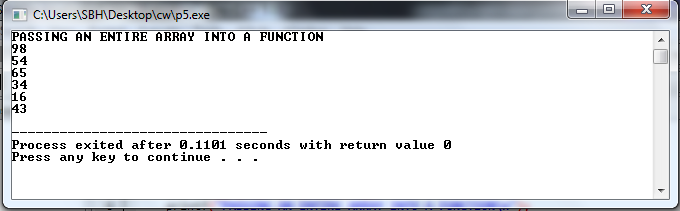 C:\Users\SBH\Desktop\cw\p5.exe
PASSING AN ENTIRE ARRAY INTO A FUNCTION
98
54
65
34
16
43
--------------------------------
Process exited after 0.1101 seconds with return value 0
Press any key to continue . . .